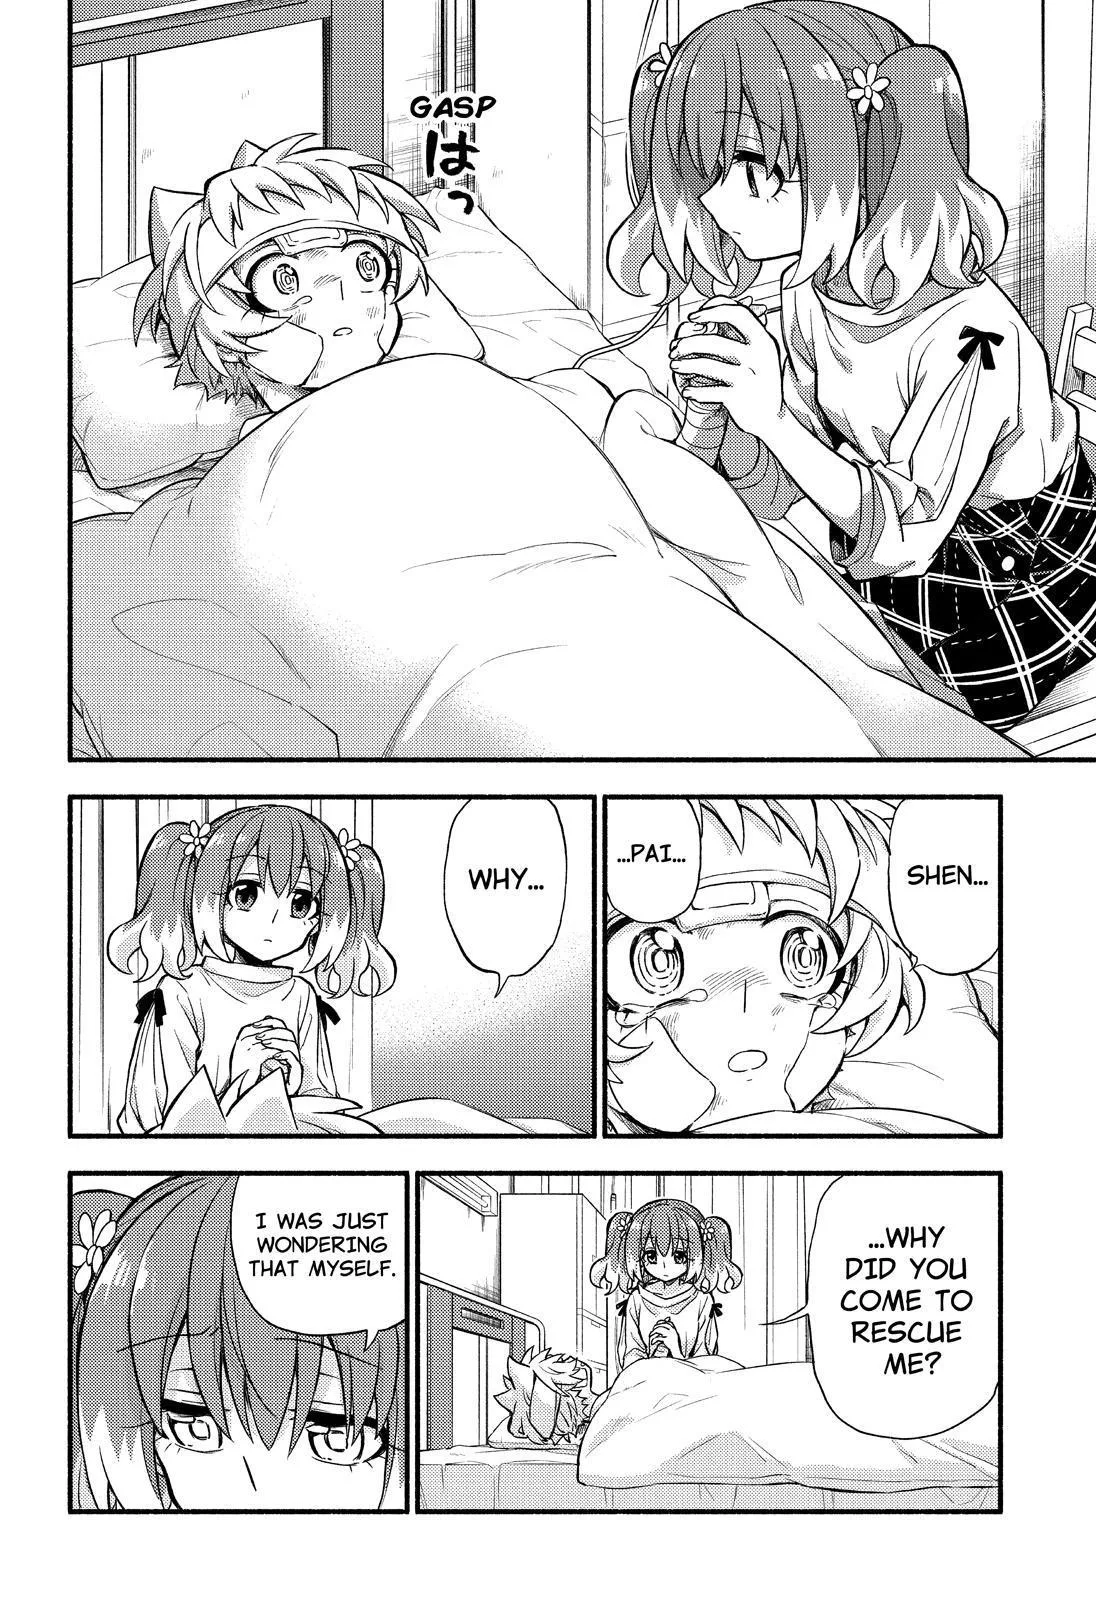 GASP
はっ
SHEN...
...PAI...
WHY...
...WHY
DID YOU
COME TO
RESCUE
ME?
I WAS JUST
WONDERING
THAT MYSELF.